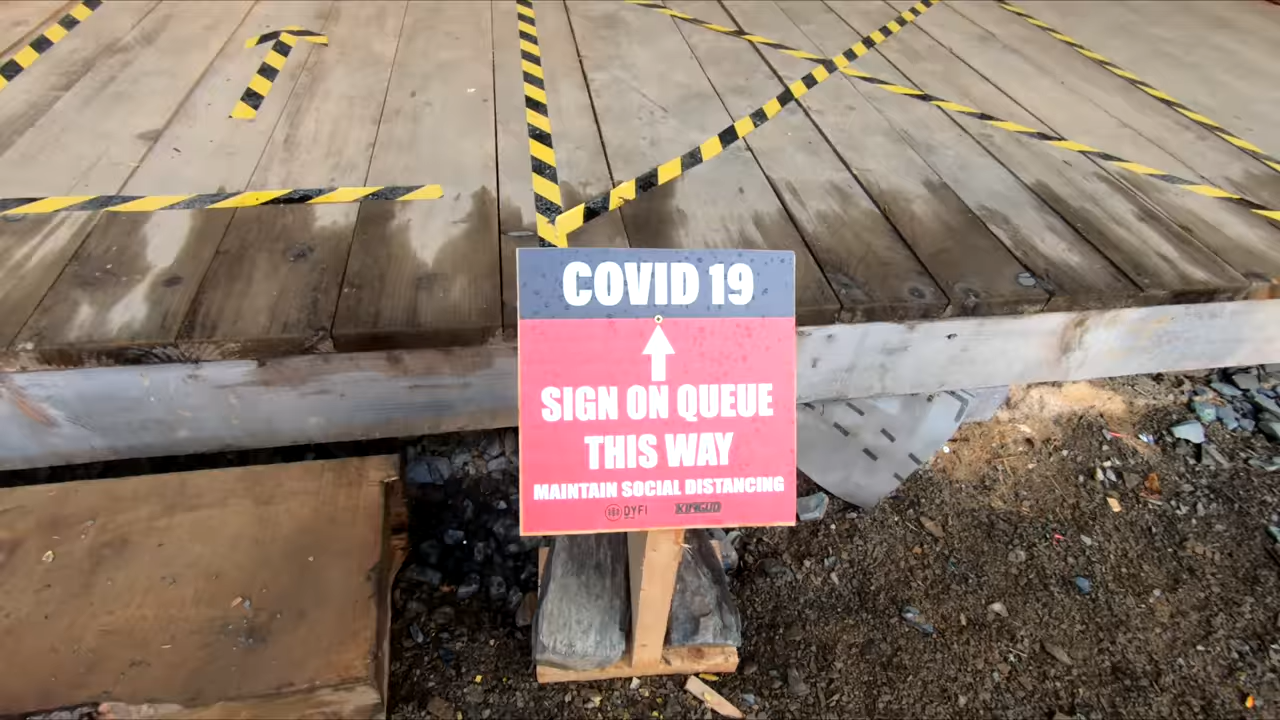 COVID 19
SIGN ON QUEUE
THIS WAY
MAINTAIN SOCIAL DISTANCING
DYFI